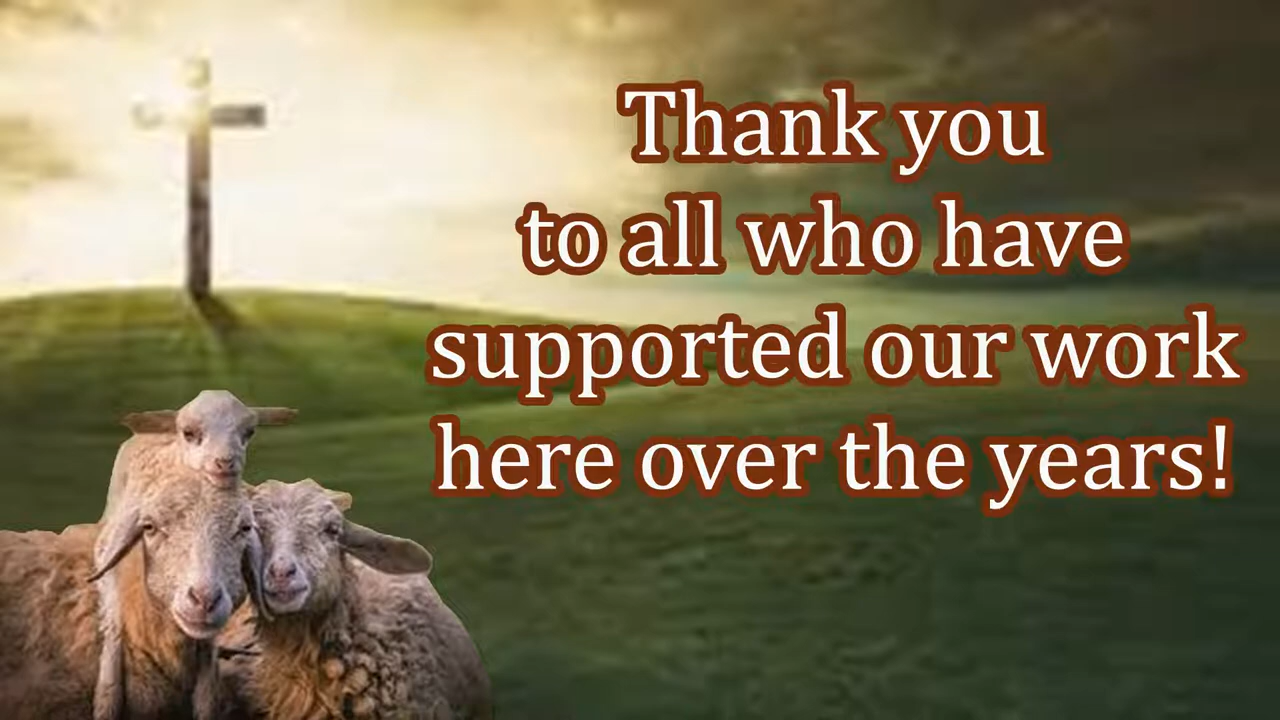 Thank you
to all who have
supported our work
here over the years!